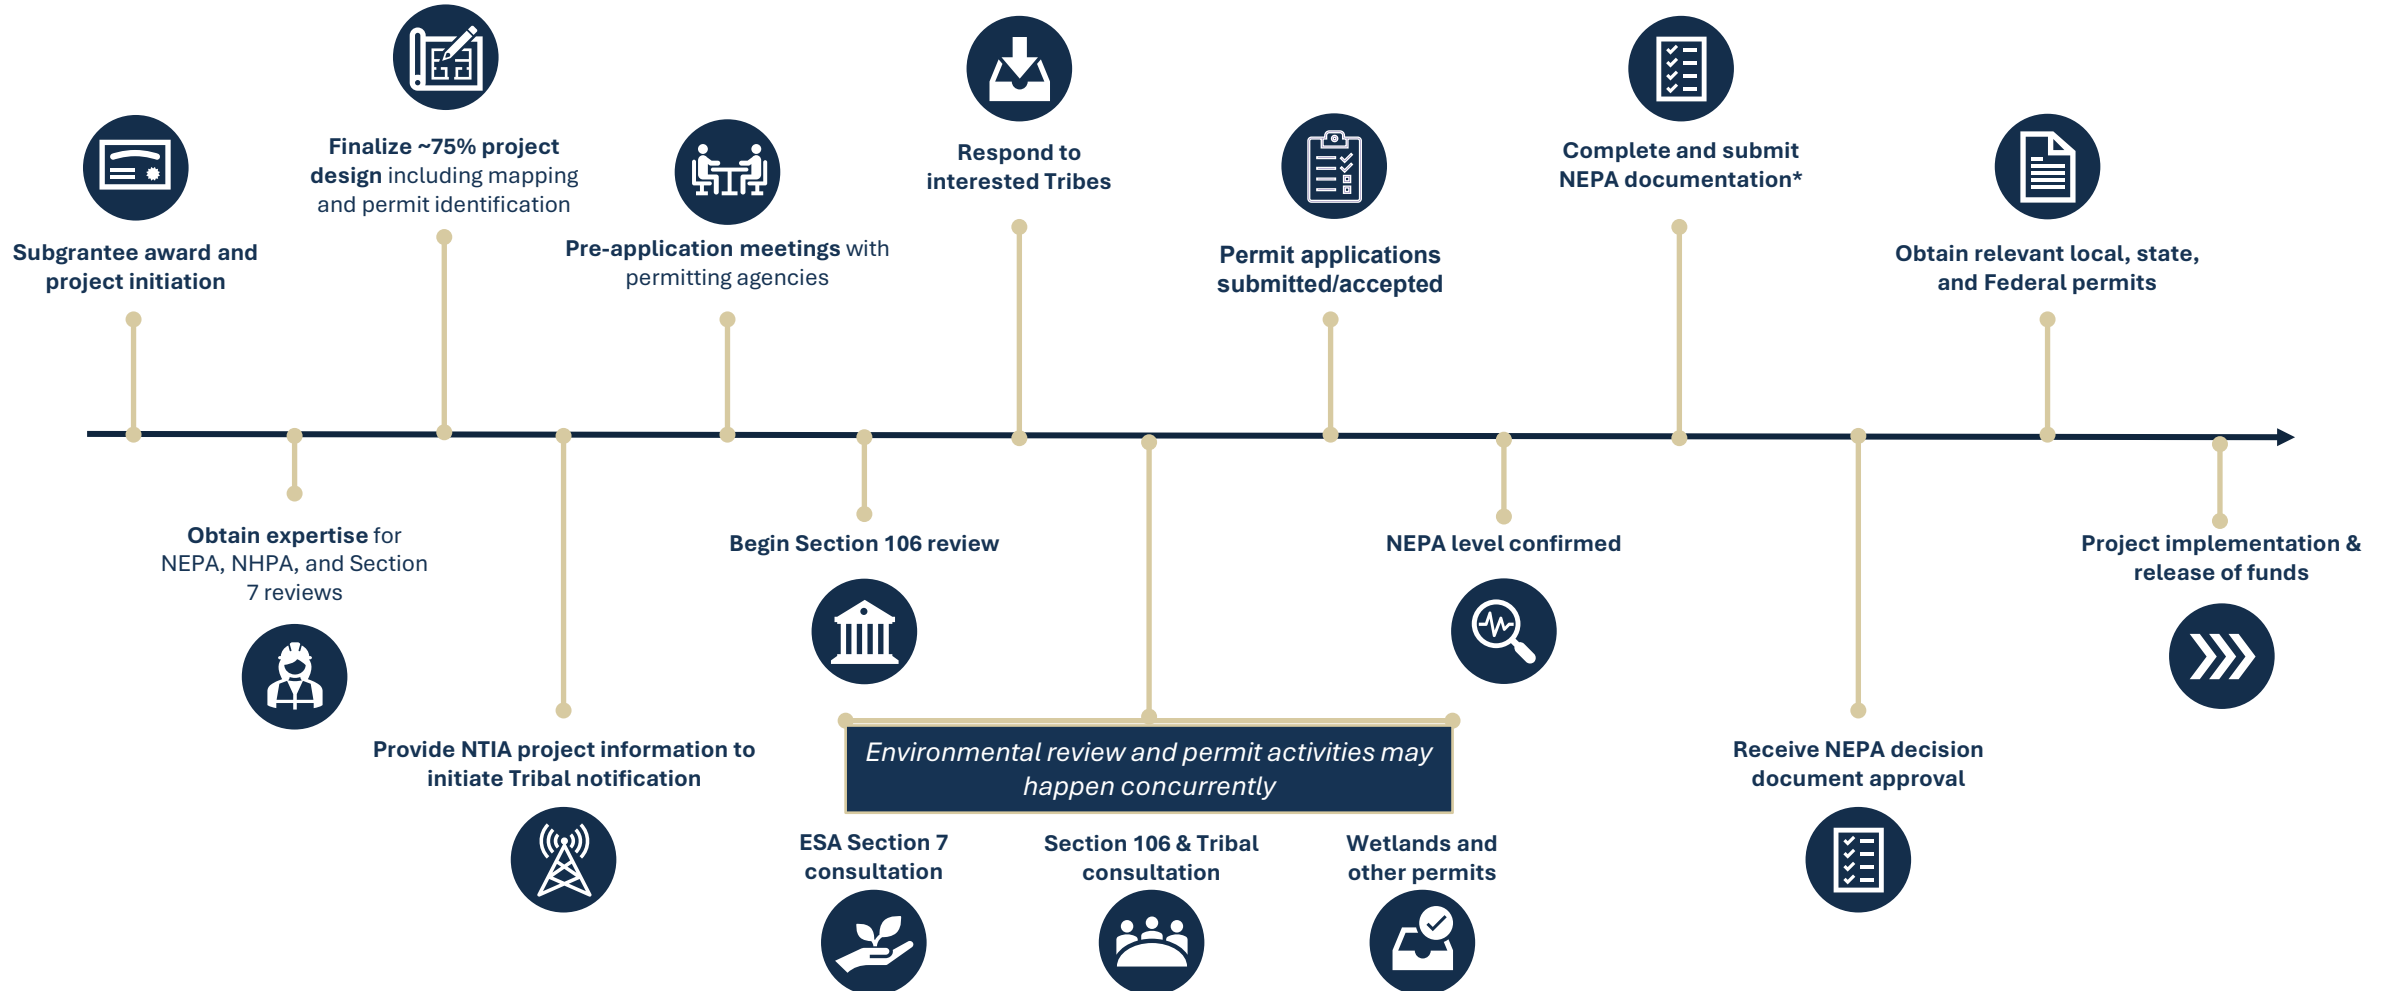 Subgrantee award and
project initiation
Obtain expertise for
NEPA, NHPA, and Section
7 reviews
Finalize ~75% project
design including mapping
and permit identification
Provide NTIA project information to
initiate Tribal notification
Pre-application meetings with
permitting agencies
Begin Section 106 review
Respond to
interested Tribes
Environmental review and permit activities may
happen concurrently
ESA Section 7
consultation
Section 106 & Tribal
consultation
Wetlands and
other permits
Permit applications
submitted/accepted
NEPA level confirmed
Complete and submit
NEPA documentation*
Receive NEPA decision
document approval
Obtain relevant local, state,
and Federal permits
Project implementation &
release of funds